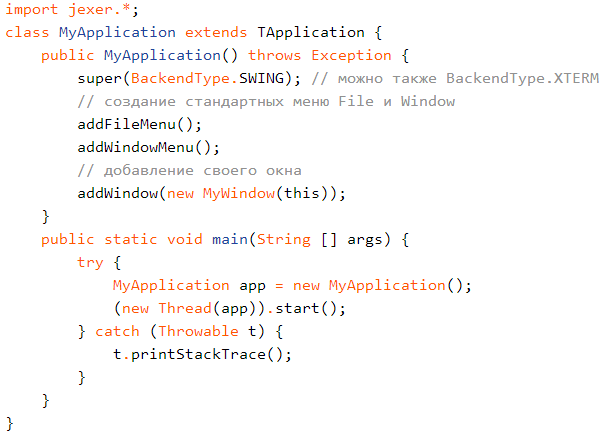 import jexer.*;
class MyApplication extends TApplication {
    public MyApplication() throws Exception {
        super(BackendType.SWING); // можно также BackendType.XTERM
        // создание стандартных меню File и Window
        addFileMenu();
        addWindowMenu();
        // добавление своего окна
        addWindow(new MyWindow(this));
    }
    public static void main(String [] args) {
        try {
            MyApplication app = new MyApplication();
            (new Thread(app)).start();
        } catch (Throwable t) {
            t.printStackTrace();
        }
    }
}